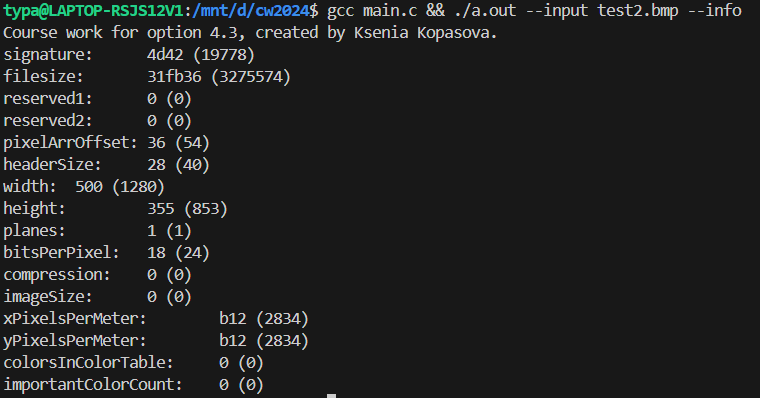 typa@LAPTOP-RSJS12V1:/mnt/d/cw2024$ gcc main.c && ./a.out --input test2.bmp --info
Course work for option 4.3, created by Ksenia Kopasova.
signature:      4d42 (19778)
filesize:       31fb36 (3275574)
reserved1:      0 (0)
reserved2:      0 (0)
pixelArrOffset: 36 (54)
headerSize:     28 (40)
width:  500 (1280)
height:         355 (853)
planes:         1 (1)
bitsPerPixel:   18 (24)
compression:    0 (0)
imageSize:      0 (0)
xPixelsPerMeter:        b12 (2834)
yPixelsPerMeter:        b12 (2834)
colorsInColorTable:     0 (0)
importantColorCount:    0 (0)